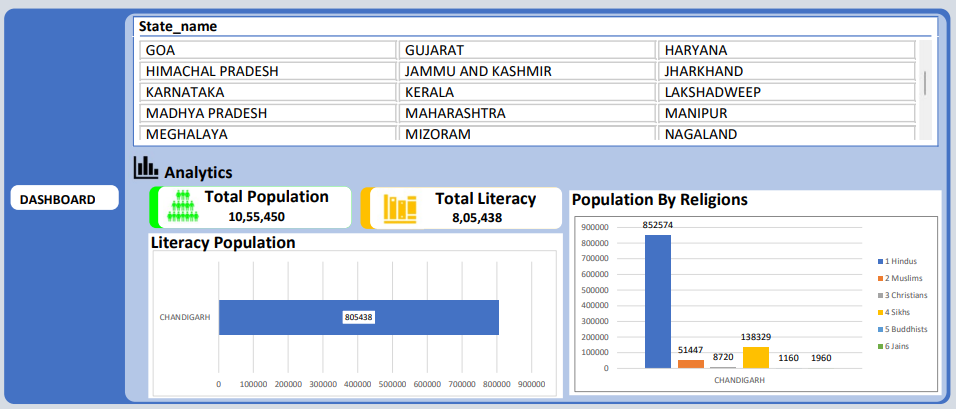 State_name
GOA GUJARAT HARYANA
HIMACHAL PRADESH JAMMU AND KASHMIR JHARKHAND
KARNATAKA KERALA LAKSHADWEEP
MADHYA PRADESH MAHARASHTRA MANIPUR
MEGHALAYA MIZORAM NAGALAND
Analytics
DASHBOARD
Total Population
10,55,450
Total Literacy
8,05,438
Literacy Population
CHANDIGARH
805438
0 100000 200000 300000 400000 500000 600000 700000 800000 900000
Population By Religions
900000
800000
700000
600000
500000
400000
300000
200000
100000
0
852574
51447
8720
138329
1160
1960
CHANDIGARH
1 Hindus
2 Muslims
3 Christians
4 Sikhs
5 Buddhists
6 Jains